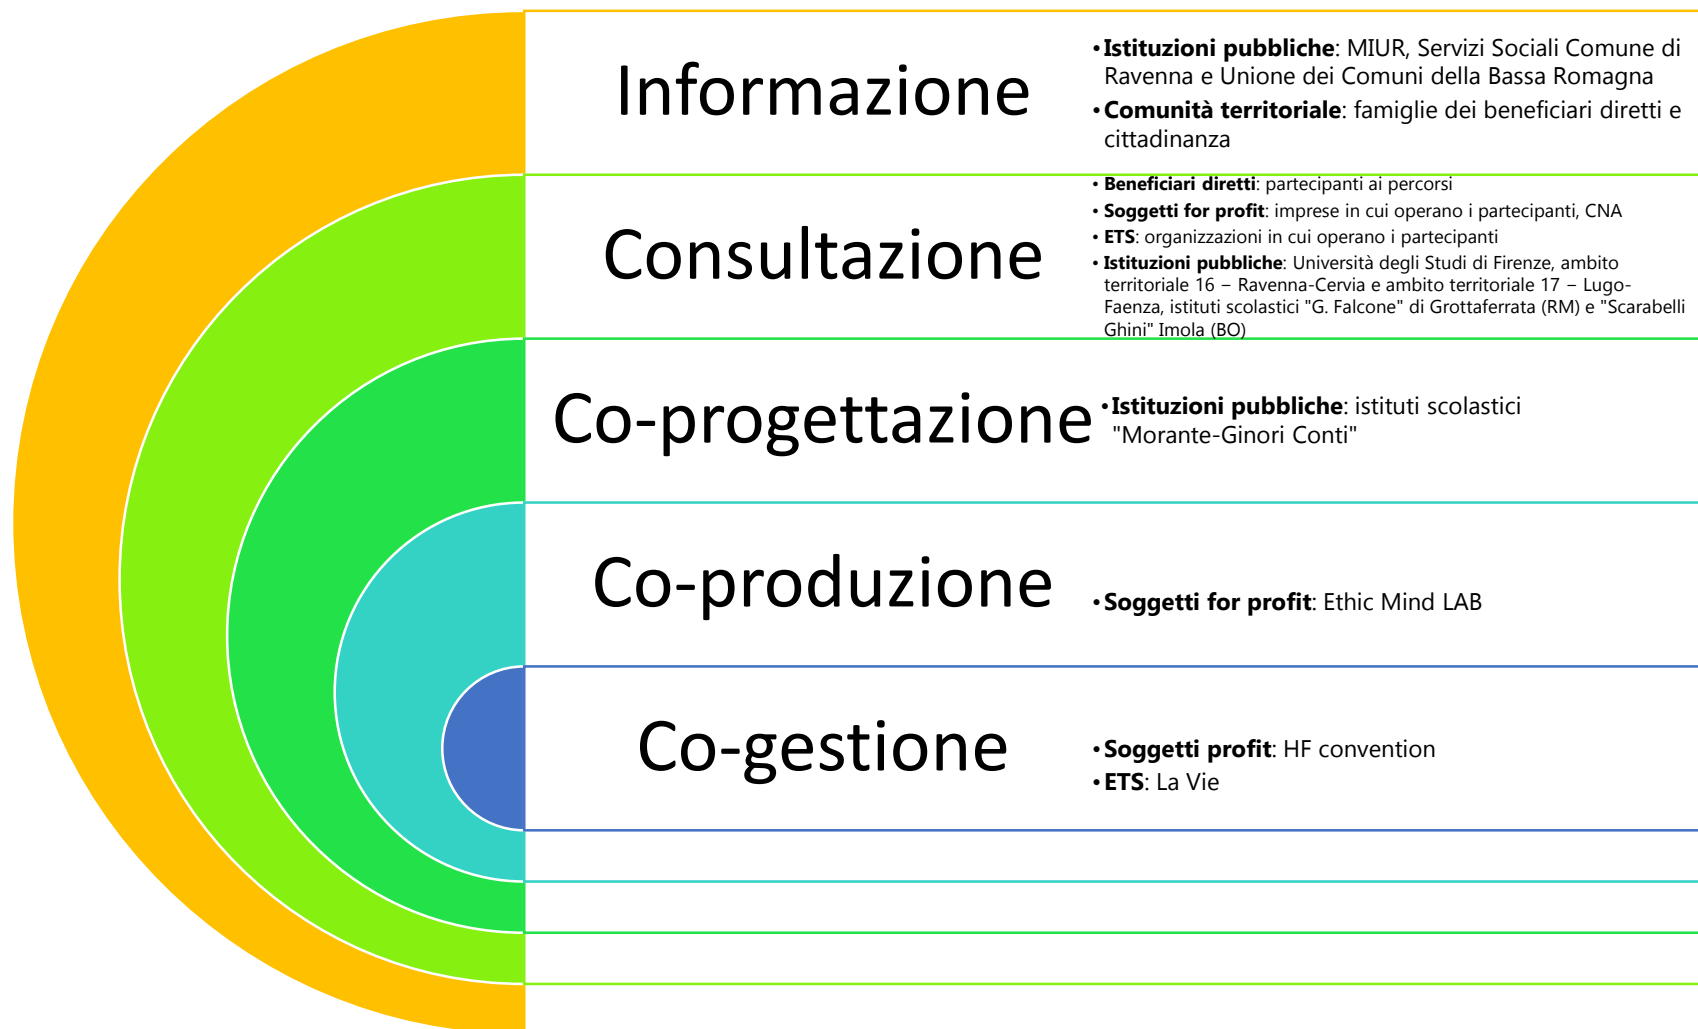 Informazione
•Istituzioni pubbliche: MIUR, Servizi Sociali Comune di
Ravenna e Unione dei Comuni della Bassa Romagna
•Comunità territoriale: famiglie dei beneficiari diretti e
cittadinanza
Consultazione
• Beneficiari diretti: partecipanti ai percorsi
• Soggetti for profit: imprese in cui operano i partecipanti, CNA
• ETS: organizzazioni in cui operano i partecipanti
• Istituzioni pubbliche: Università degli Studi di Firenze, ambito
territoriale 16 – Ravenna-Cervia e ambito territoriale 17 – Lugo-
Faenza, istituti scolastici "G. Falcone" di Grottaferrata (RM) e "Scarabelli
Ghini" Imola (BO)
Co-progettazione
•Istituzioni pubbliche: istituti scolastici
"Morante-Ginori Conti"
Co-produzione
•Soggetti for profit: Ethic Mind LAB
Co-gestione
•Soggetti profit: HF convention
•ETS: La Vie